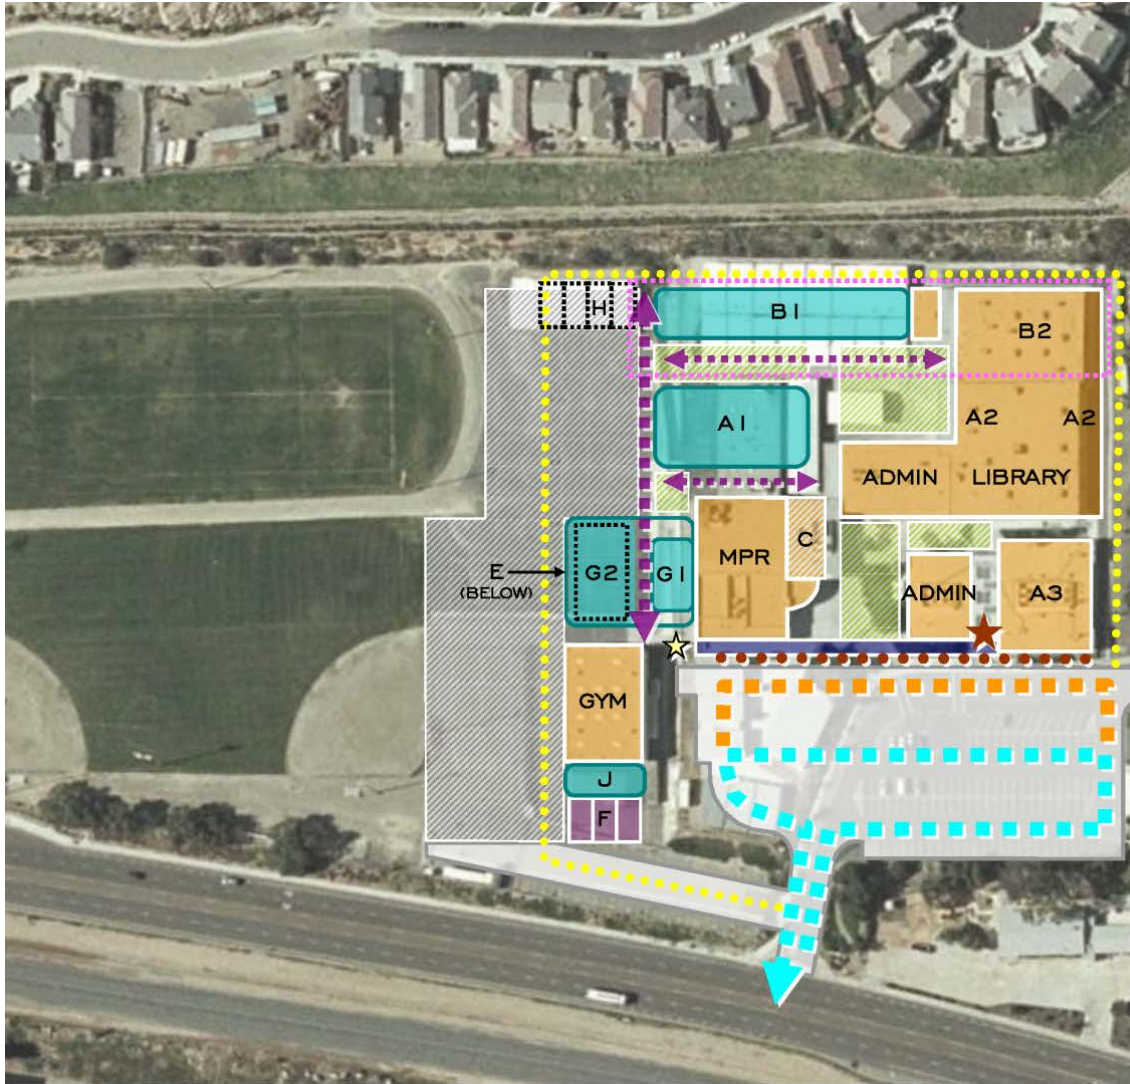 H
B1
B2
A1
A2
A2
ADMIN
LIBRARY
C
MPR
E
(BELOW)
G2
G1
ADMIN
A3
GYM
J
F